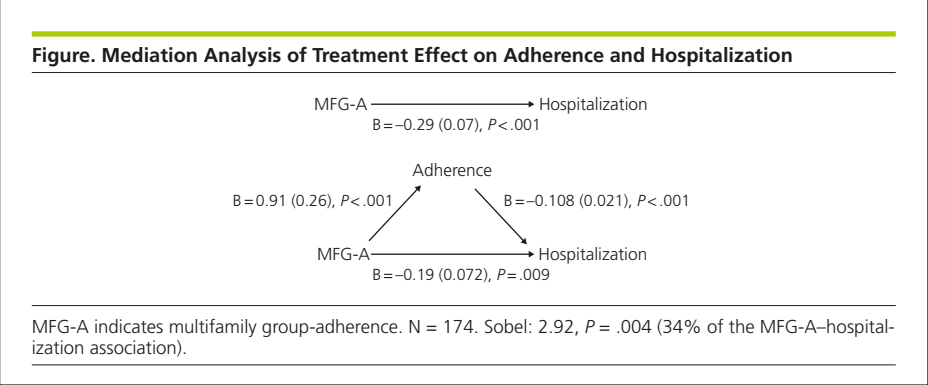 Figure. Mediation Analysis of Treatment Effect on Adherence and Hospitalization
MFG-A Hospitalization
B=–0.29 (0.07), P<.001
Adherence
B=0.91 (0.26), P<.001 B=–0.108 (0.021), P<.001
MFG-A Hospitalization
B=–0.19 (0.072), P=.009
MFG-A indicates multifamily group-adherence. N = 174. Sobel: 2.92, P = .004 (34% of the MFG-A–hospital-
ization association).